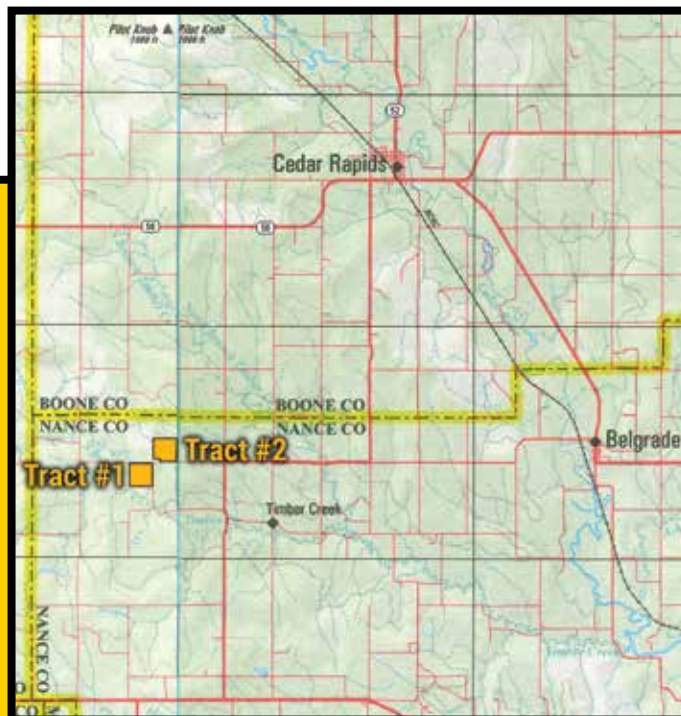 Pilot Knob Pilot Knob
52
Cedar Rapids
56 56
BOONE CO BOONE CO
NANCE CO NANCE CO
Belgrade
Tract #2
Tract #1
Timber Creek
NANCE CO
CO